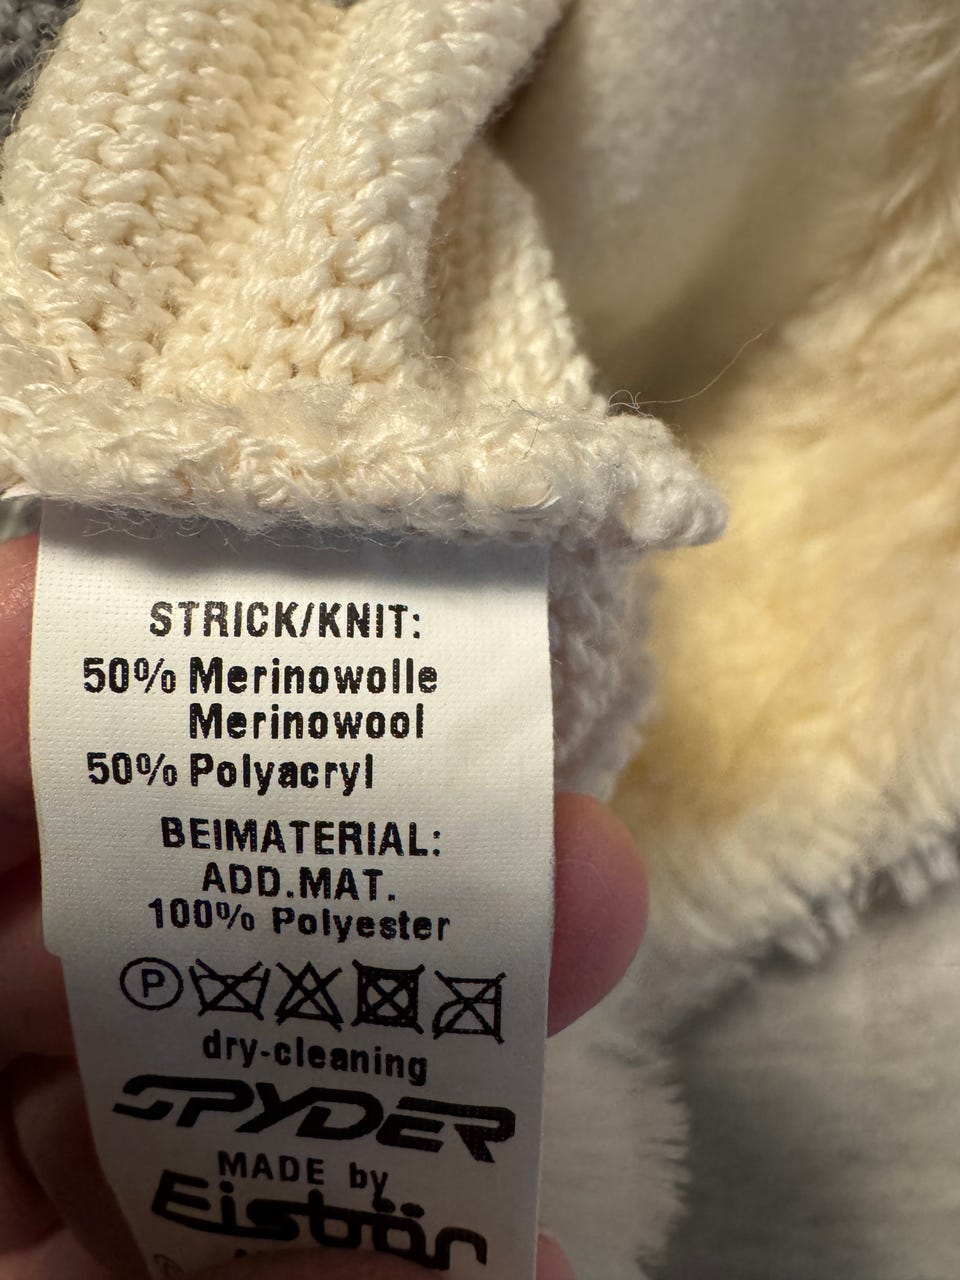 STRICK/KNIT:
50% Merinowolle
Merinowool
50% Polyacryl
BEIMATERIAL:
ADD.MAT.
100% Polyester
P
dry-cleaning
SPYDER
MADE by
Eisbär